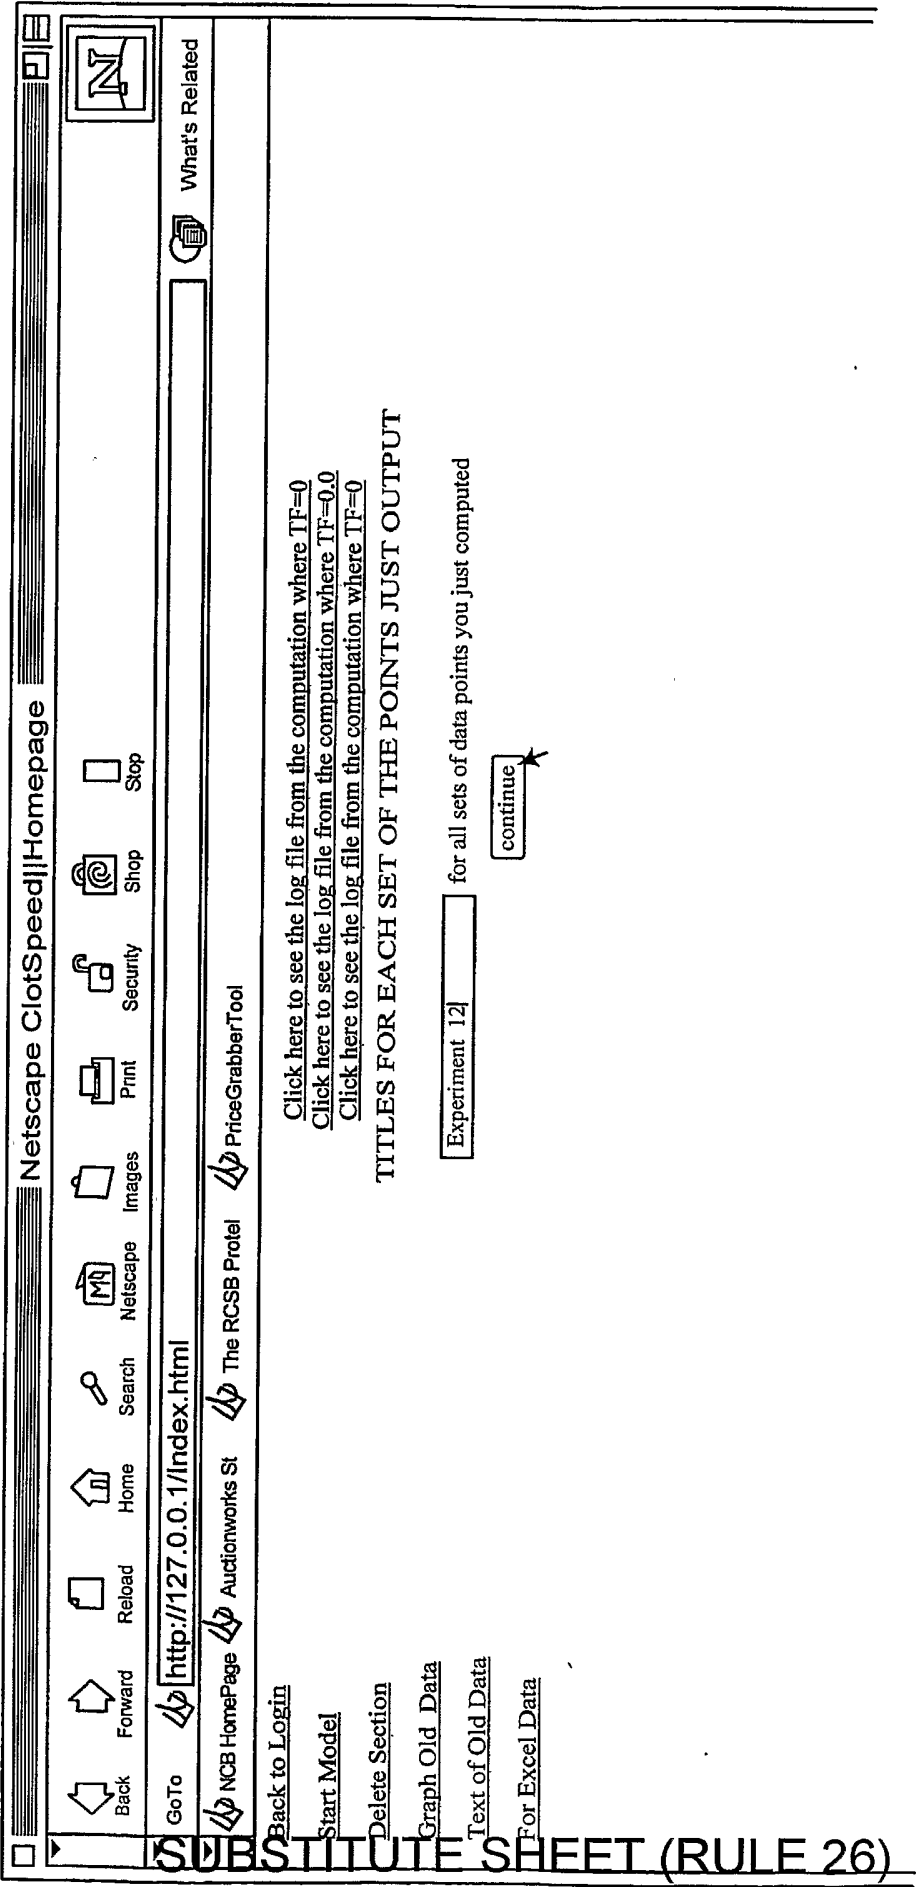 Netscape ClotSpeed||Homepage
Back Forward Reload Home Search Netscape Images Print Security Shop Stop
N
GoTo http://127.0.0.1/Index.html What's Related
NCB HomePage Auctionworks St The RCSB Protel PriceGrabberTool
Back to Login
Start Model
Delete Section
Graph Old Data
Text of Old Data
For Excel Data
Click here to see the log file from the computation where TF=0
Click here to see the log file from the computation where TF=0.0
Click here to see the log file from the computation where TF=0
TITLES FOR EACH SET OF THE POINTS JUST OUTPUT
Experiment 12 for all sets of data points you just computed
continue
SUBSTITUTE SHEET (RULE 26)